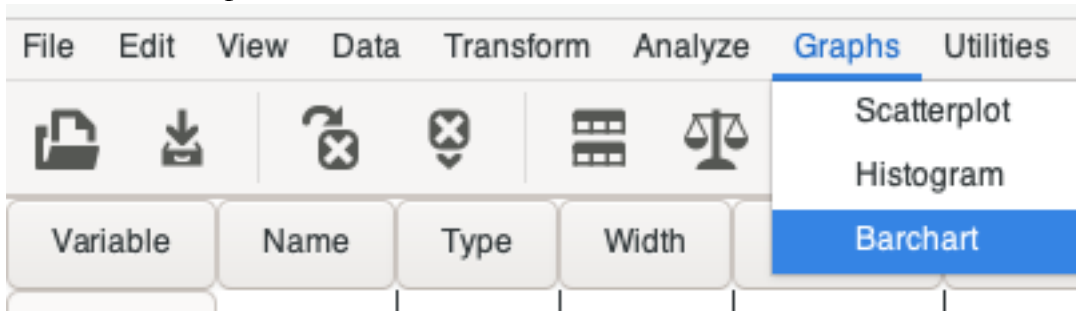 File Edit View Data Transform Analyze Graphs Utilities
Scatterplot
Histogram
Barchart
Variable Name Type Width